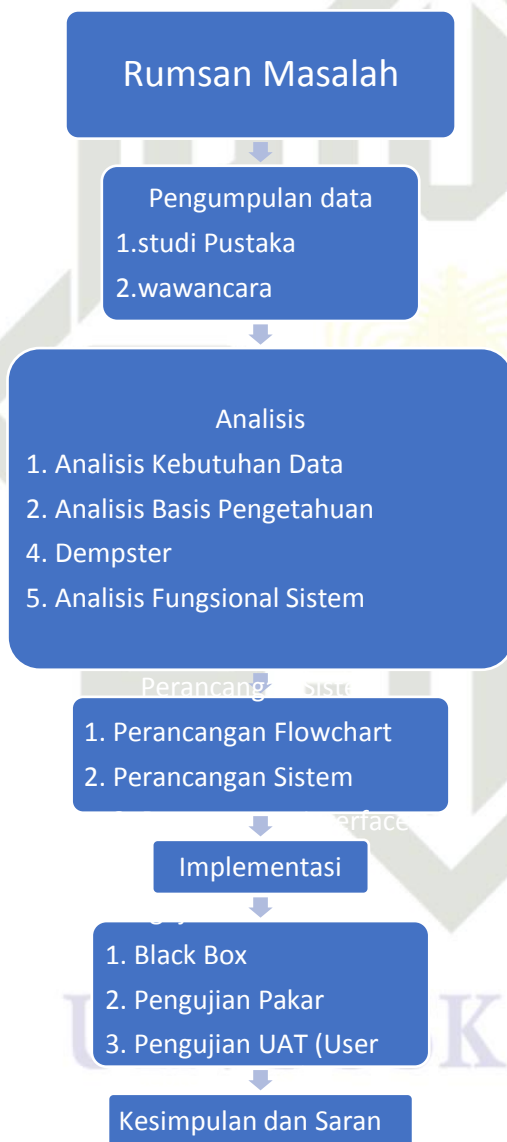 Rumsan Masalah
Pengumpulan data
1.studi Pustaka
2.wawancara
Analisis
1. Analisis Kebutuhan Data
2. Analisis Basis Pengetahuan
4. Dempster
5. Analisis Fungsional Sistem
Perancangan Sistem
1. Perancangan Flowchart
2. Perancangan Sistem
Implementasi
1. Black Box
2. Pengujian Pakar
3. Pengujian UAT (User
Kesimpulan dan Saran